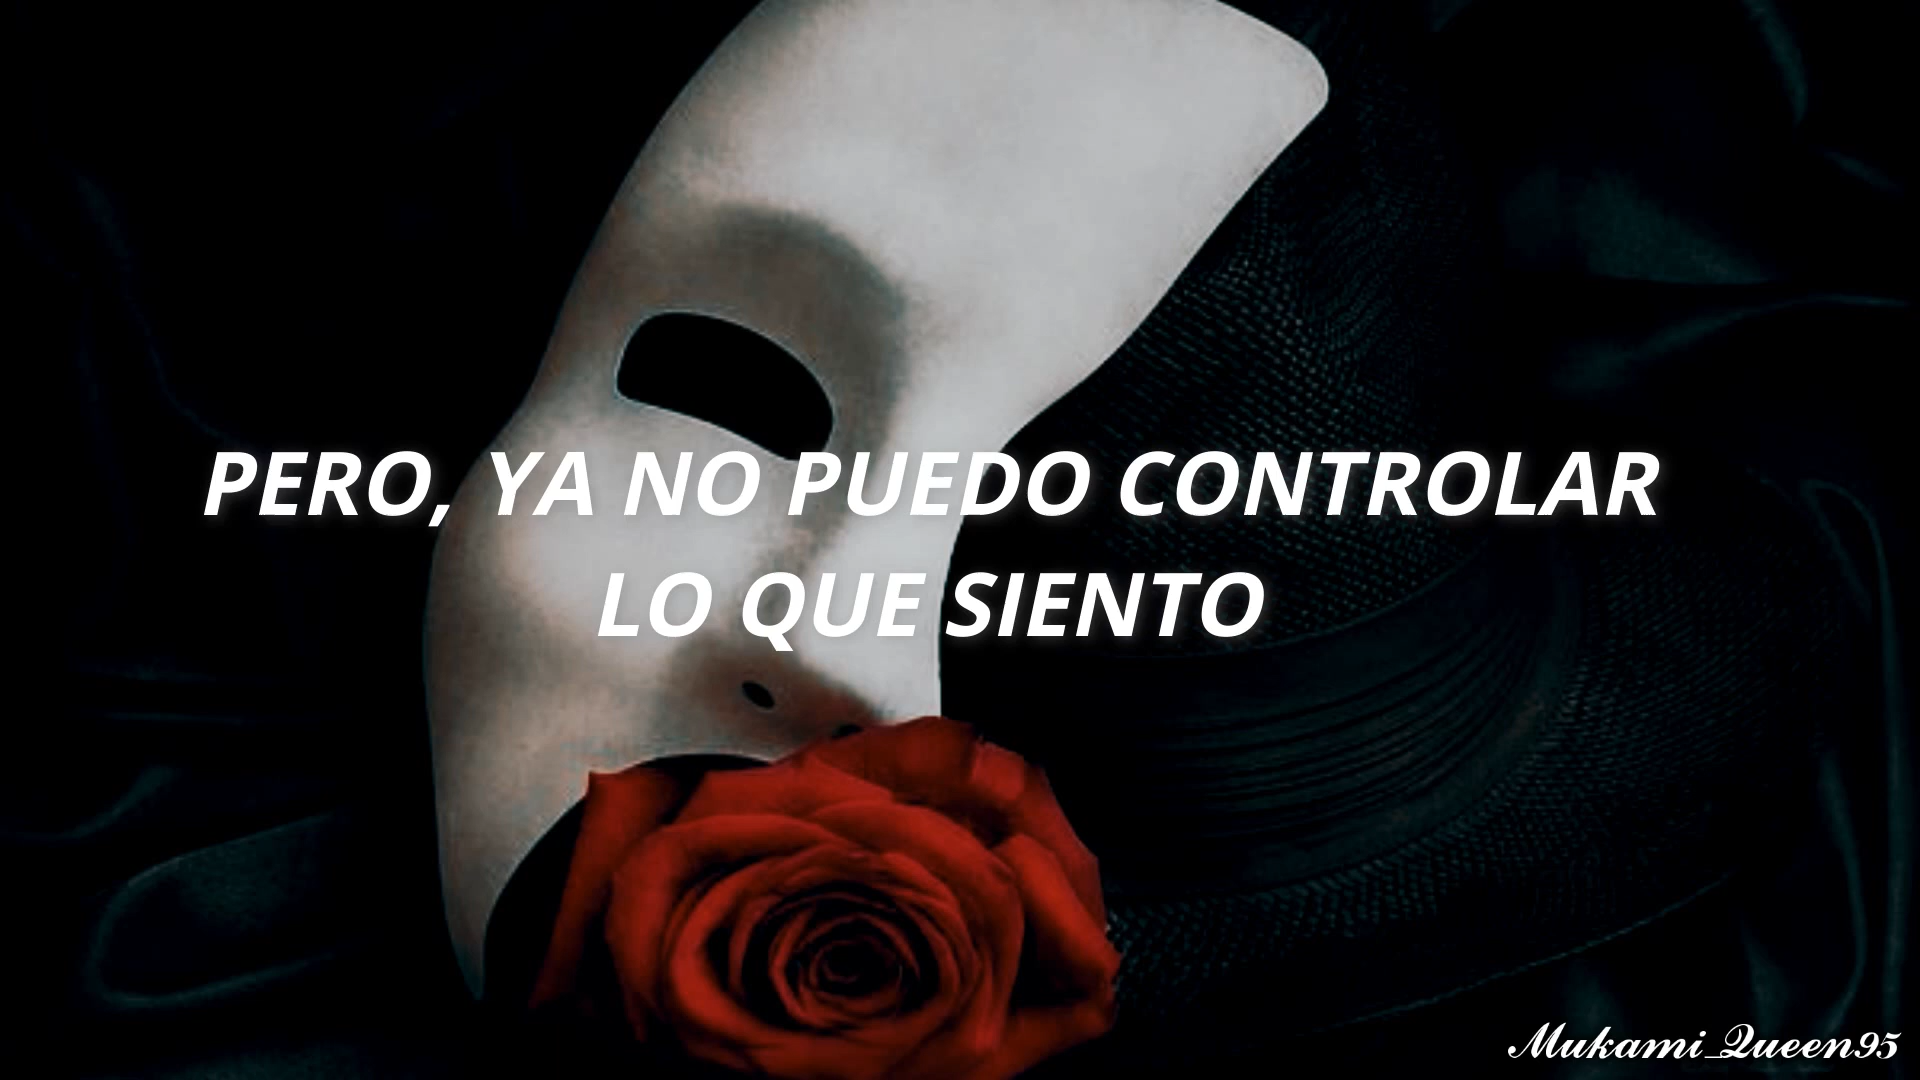 PERO, YA NO PUEDO CONTROLAR
LO QUE SIENTO
Mukami_Queen95